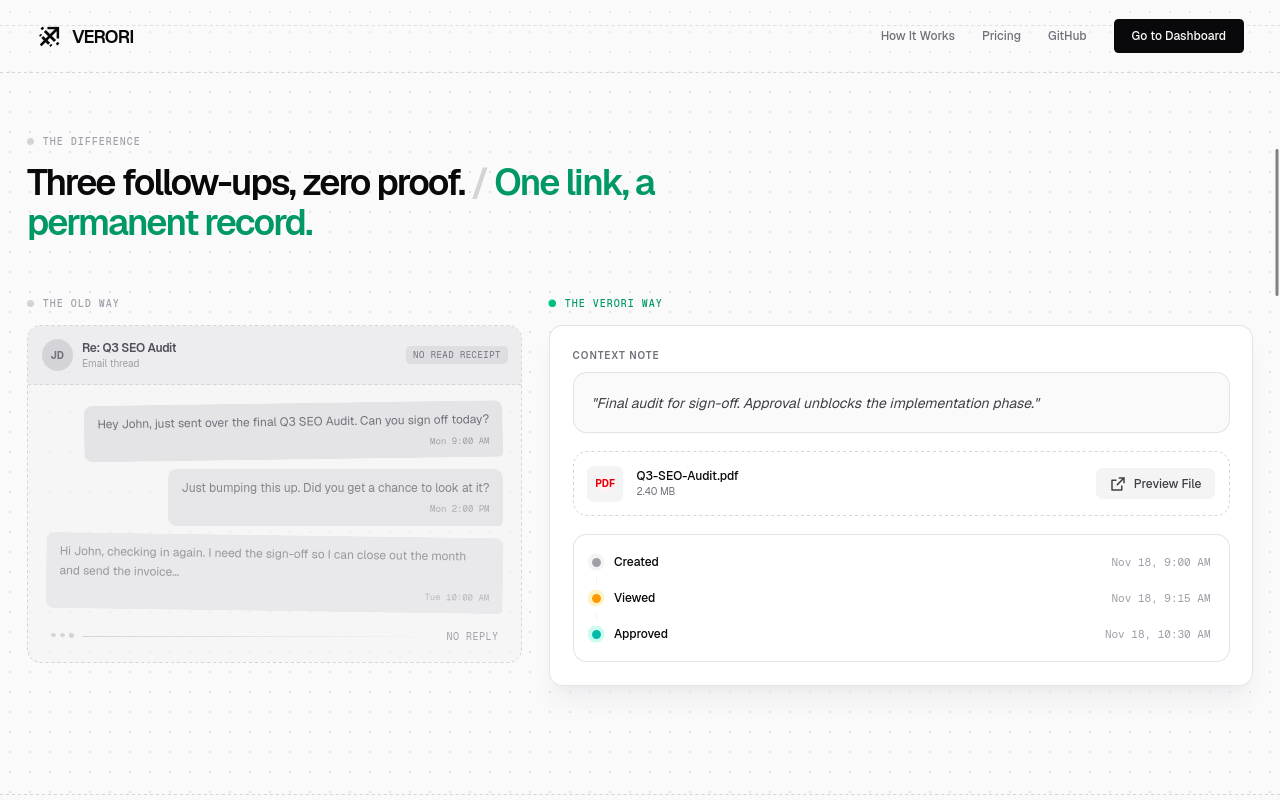 VERORI
How It Works
Pricing
GitHub
Go to Dashboard
THE DIFFERENCE
Three follow-ups, zero proof. / One link, a
permanent record.
THE OLD WAY
JD
Re: Q3 SEO Audit
Email thread
NO READ RECEIPT
Hey John, just sent over the final Q3 SEO Audit. Can you sign off today?
Mon 9:00 AM
Just bumping this up. Did you get a chance to look at it?
Mon 2:00 PM
Hi John, checking in again. I need the sign-off so I can close out the month
and send the invoice…
Tue 10:00 AM
NO REPLY
THE VERORI WAY
CONTEXT NOTE
"Final audit for sign-off. Approval unblocks the implementation phase."
PDF
Q3-SEO-Audit.pdf
2.40 MB
Preview File
Created
Nov 18, 9:00 AM
Viewed
Nov 18, 9:15 AM
Approved
Nov 18, 10:30 AM